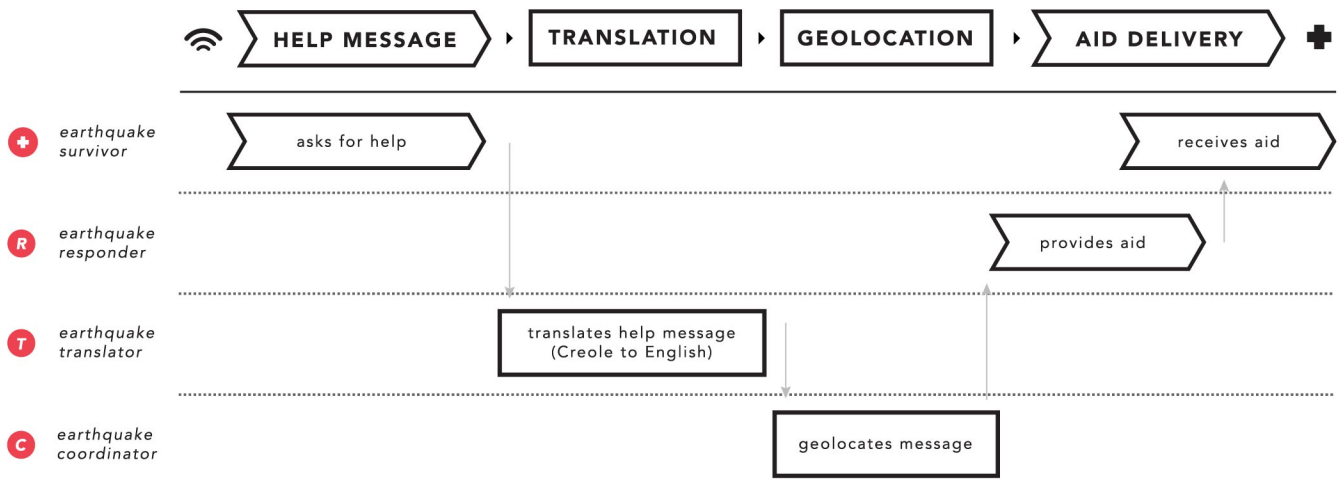 HELP MESSAGE
TRANSLATION
GEOLOCATION
AID DELIVERY
earthquake
survivor
asks for help
receives aid
R
earthquake
responder
provides aid
T
earthquake
translator
translates help message
(Creole to English)
C
earthquake
coordinator
geolocates message